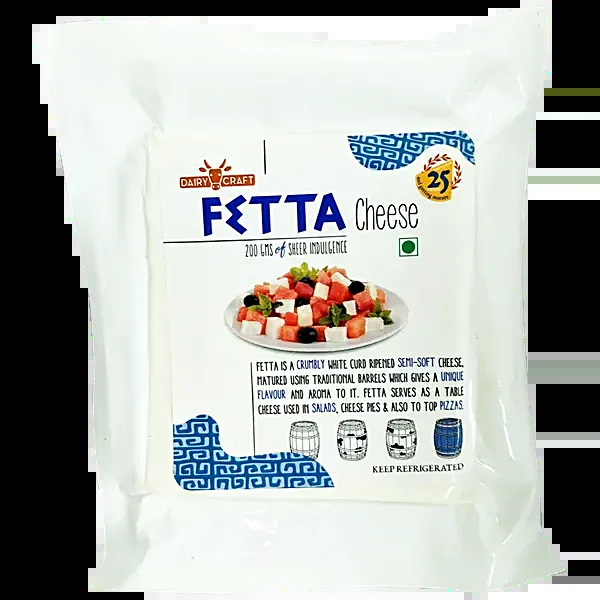 DAIRY CRAFT
25
FETTA Cheese
200 GMS of SHEER INDULGENCE
FETTA IS A CRUMBLY WHITE CURD RIPENED SEMI-SOFT CHEESE,
MATURED USING TRADITIONAL BARRELS WHICH GIVES A UNIQUE
FLAVOUR AND AROMA TO IT. FETTA SERVES AS A TABLE
CHEESE USED IN SALADS, CHEESE PIES & ALSO TO TOP PIZZAS.
KEEP REFRIGERATED